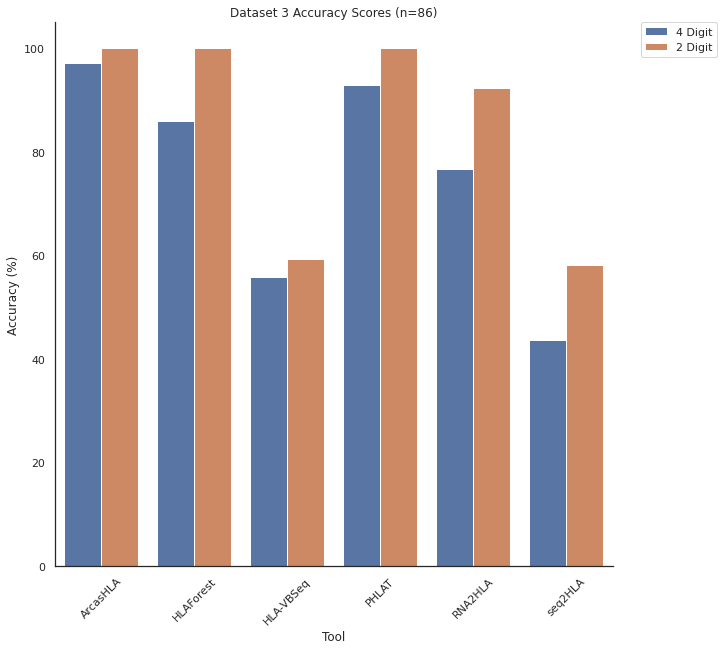 Dataset 3 Accuracy Scores (n=86)
4 Digit
2 Digit
Accuracy (%)
100
80
60
40
20
0
ArcasHLA
HLAForest
HLA-VBSeq
PHLAT
RNA2HLA
seq2HLA
Tool